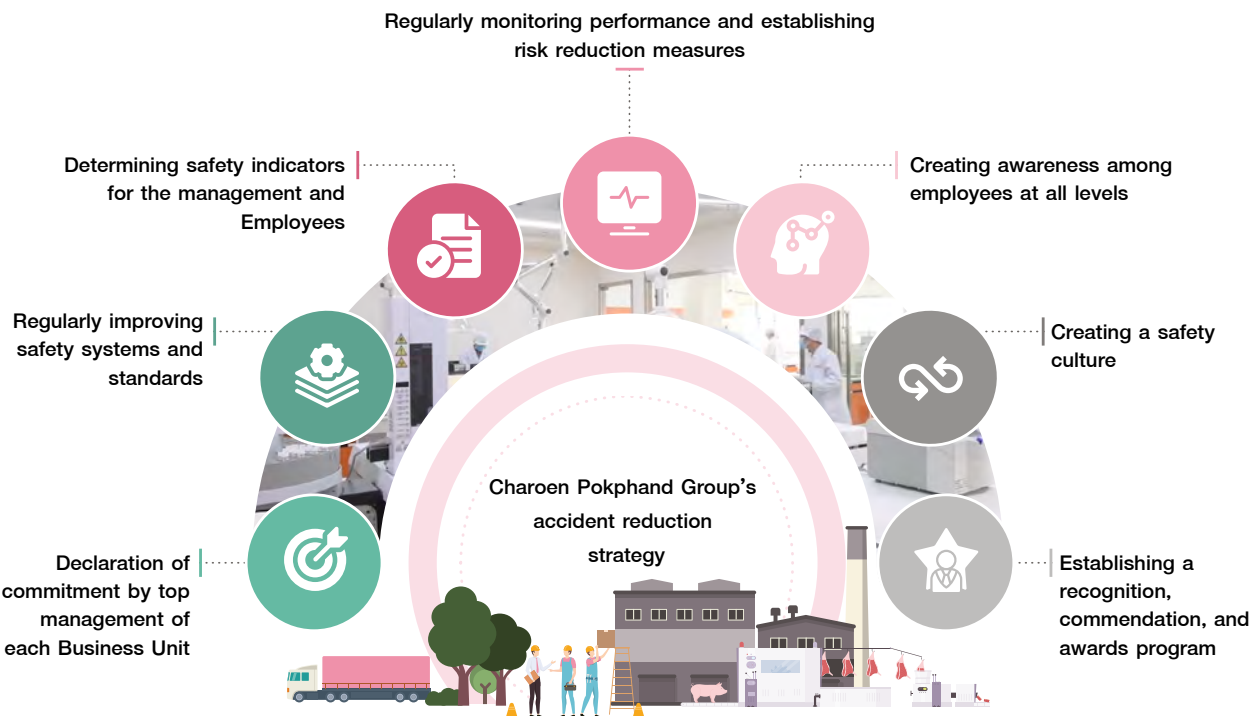 Regularly monitoring performance and establishing
risk reduction measures
Determining safety indicators
for the management and
Employees
Creating awareness among
employees at all levels
Regularly improving
safety systems and
standards
Creating a safety
culture
Charoen Pokphand Group's
accident reduction
strategy
Declaration of
commitment by top
management of
each Business Unit
Establishing a
recognition,
commendation, and
awards program